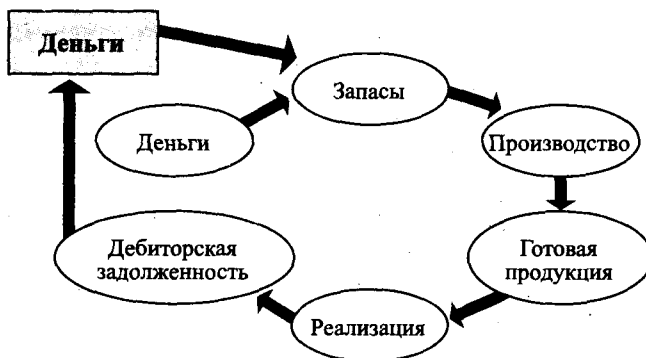 Деньги
Запасы
Деньги
Производство
Дебиторская
задолженность
Готовая
продукция
Реализация